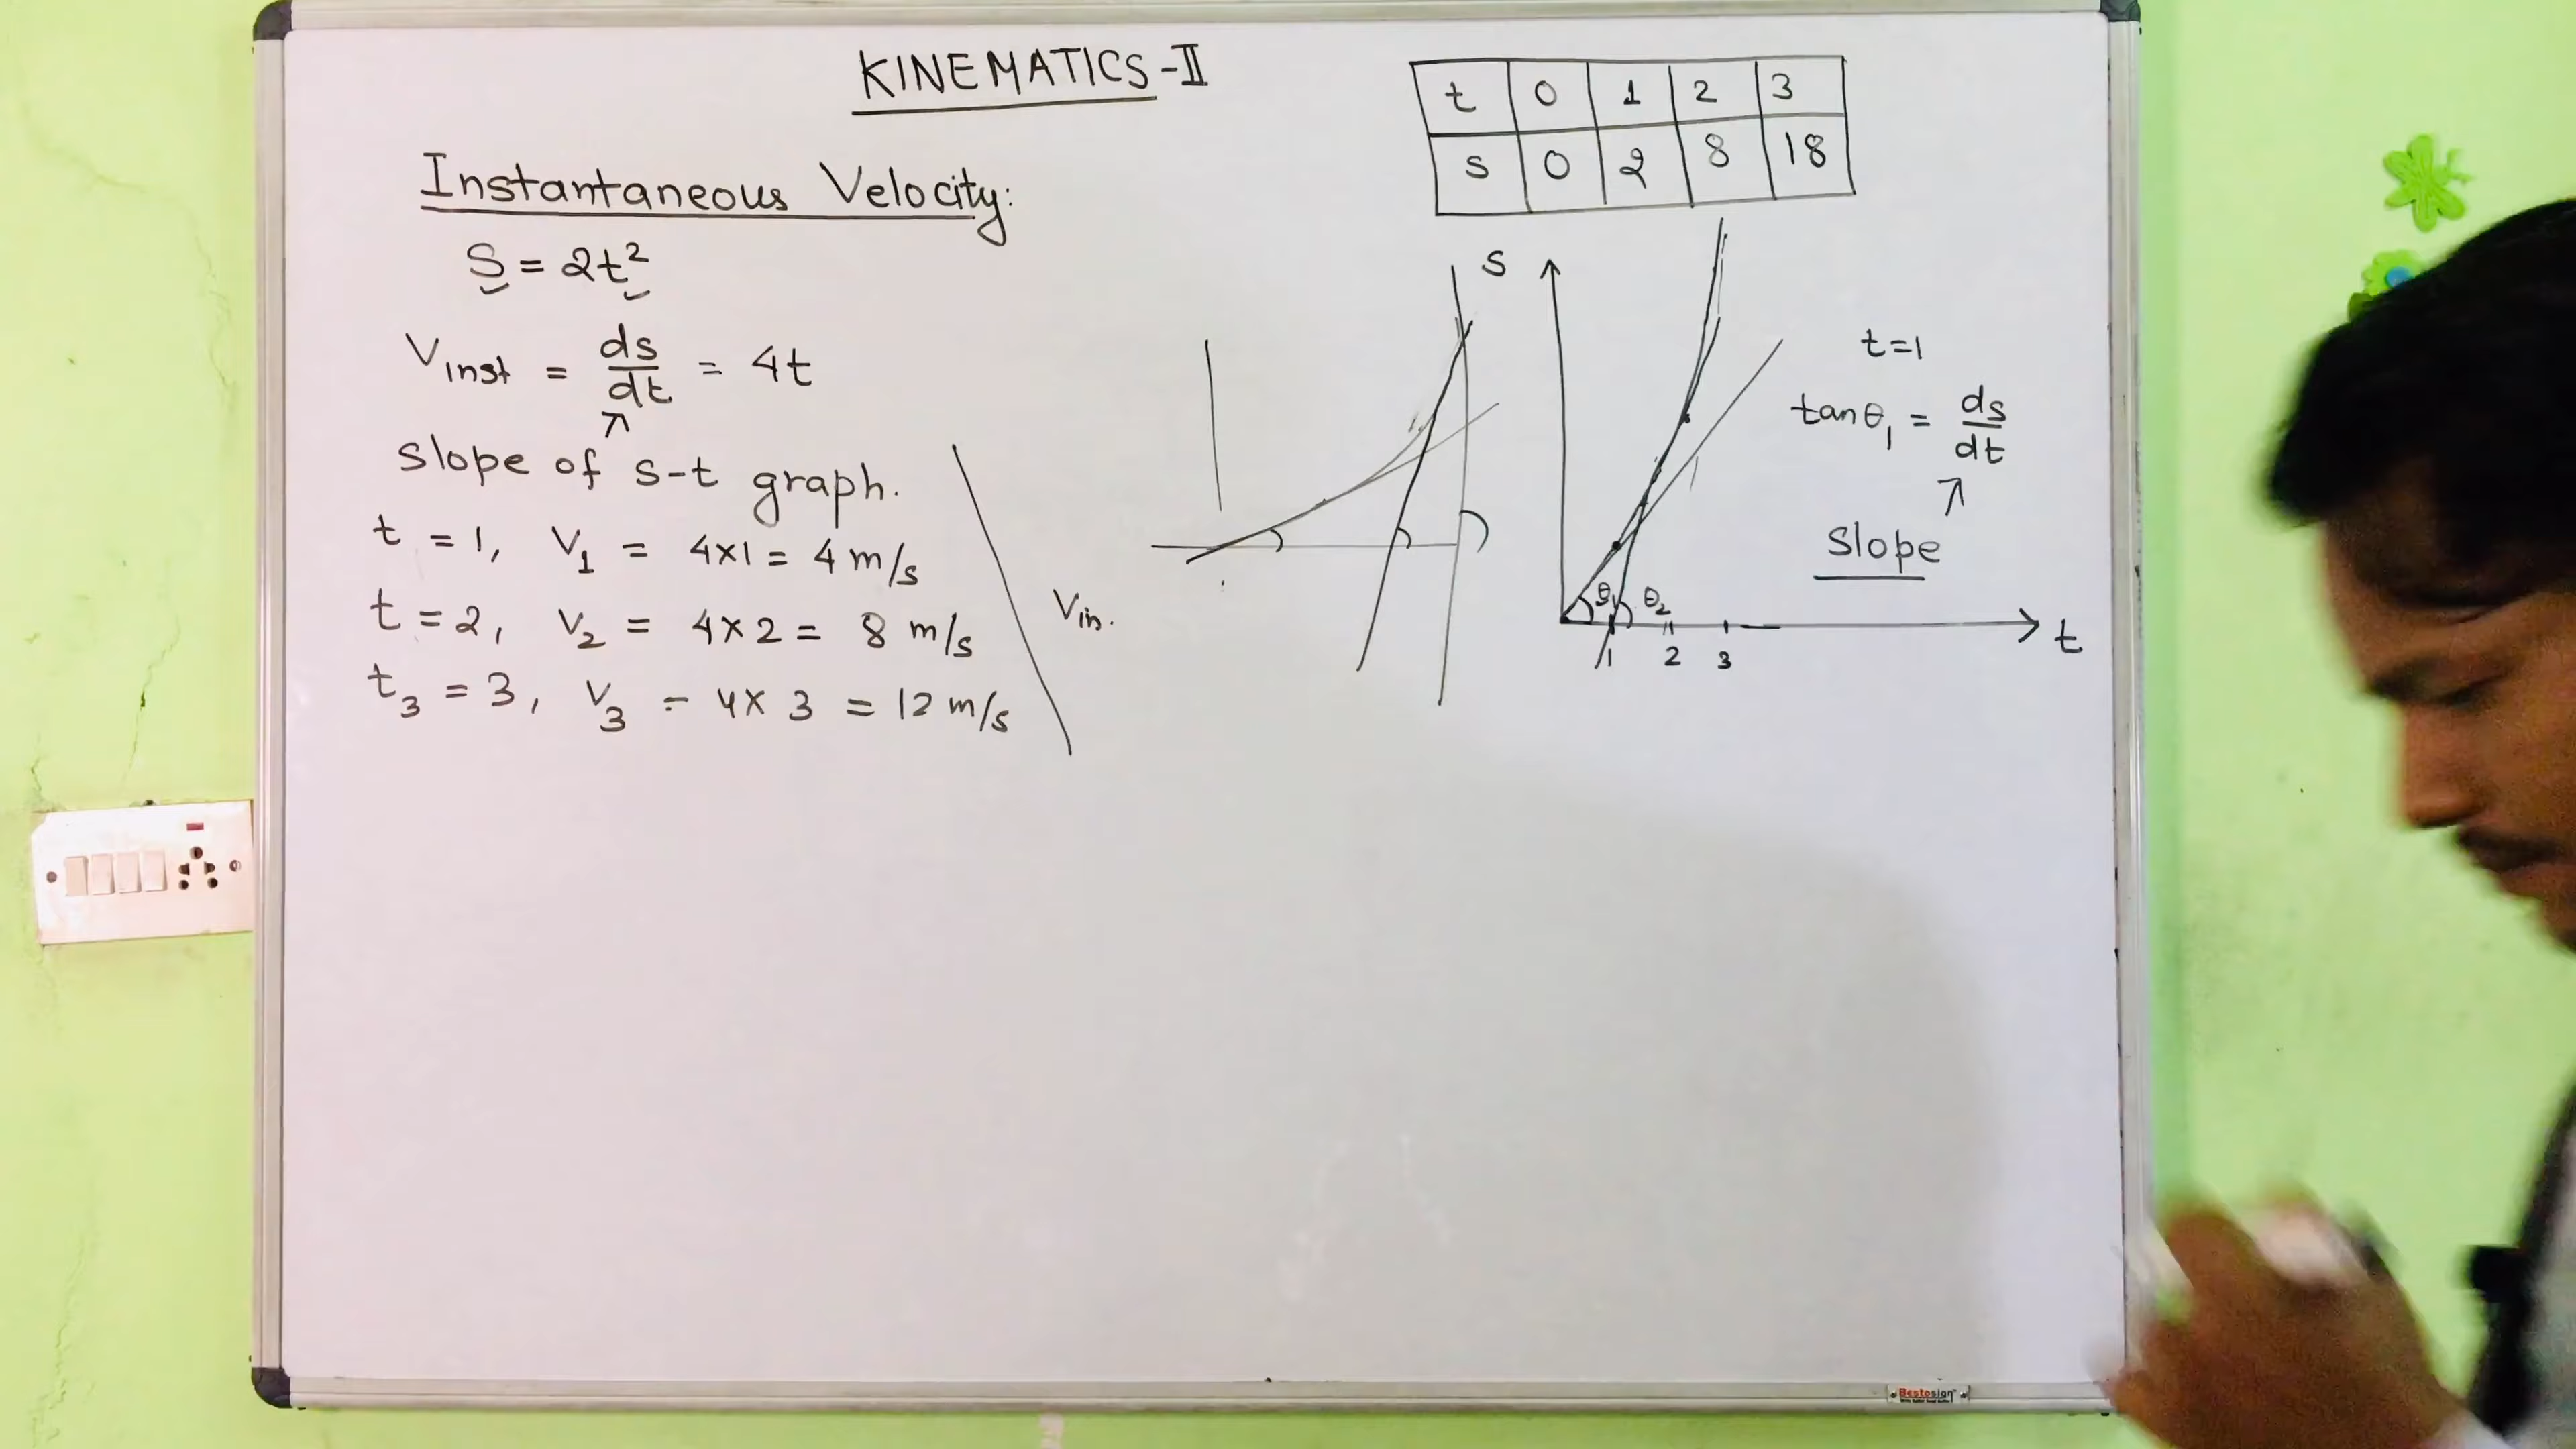 KINEMATICS-II
t 0 1 2 3
s 0 2 8 18
Instantaneous Velocity:
S = 2t²
Vinst = ds/dt = 4t
↗
slope of s-t graph.
t = 1, V₁ = 4×1 = 4 m/s
t = 2, V₂ = 4×2 = 8 m/s
t₃ = 3, V₃ = 4×3 = 12 m/s
Vin.
s
θ₁ θ₂
1 2 3
t
t=1
tanθ₁ = ds/dt
↗
Slope
Bestosign